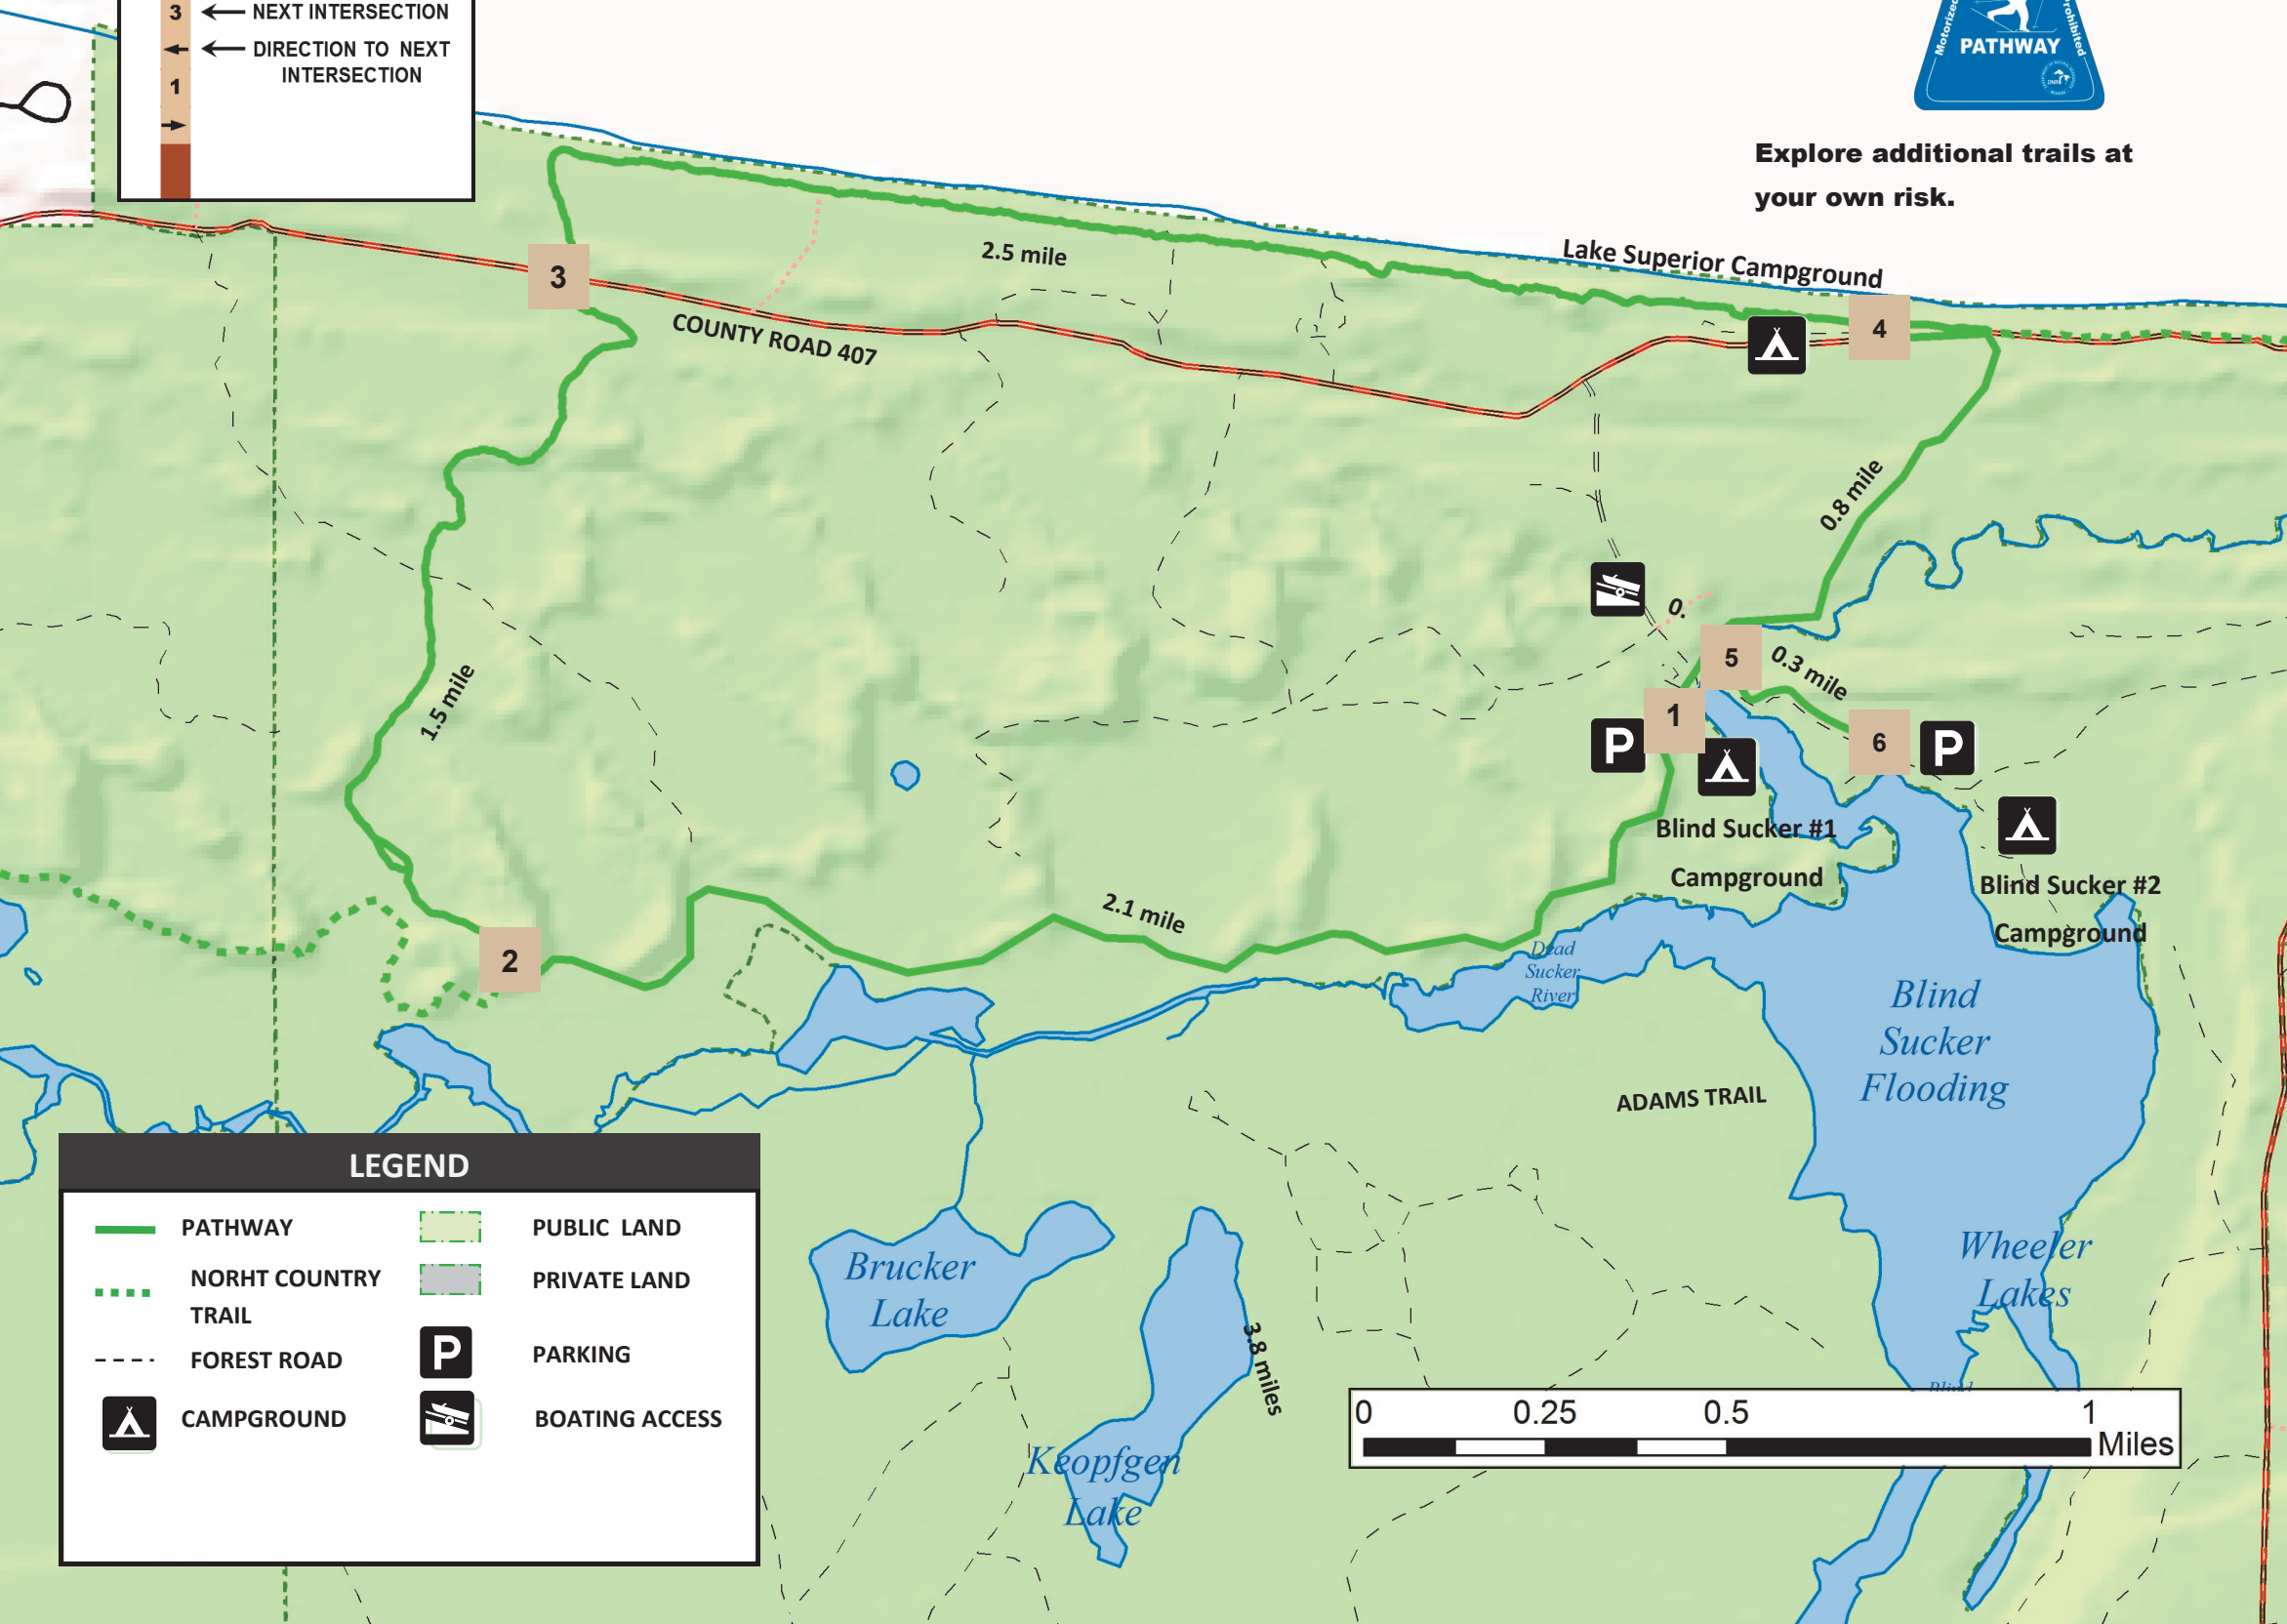 3 NEXT INTERSECTION
DIRECTION TO NEXT
INTERSECTION
1
Motorized
Prohibited
PATHWAY
DNR
Explore additional trails at
your own risk.
Lake Superior Campground
2.5 mile
3
4
COUNTY ROAD 407
0.8 mile
0.
5
0.3 mile
1.5 mile
1
P
6
P
Blind Sucker #1
Campground
Blind Sucker #2
Campground
2.1 mile
2
Dead
Sucker
River
Blind
Sucker
Flooding
ADAMS TRAIL
LEGEND
PATHWAY
PUBLIC LAND
NORHT COUNTRY
TRAIL
PRIVATE LAND
FOREST ROAD
P
PARKING
CAMPGROUND
BOATING ACCESS
Brucker
Lake
Wheeler
Lakes
3.8 miles
Blind
Keopfgen
Lake
0 0.25 0.5 1
Miles